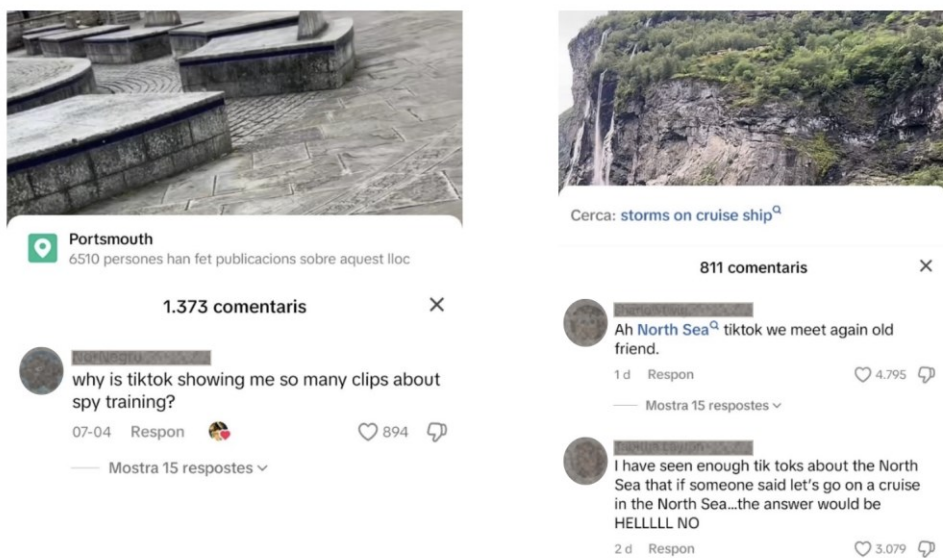 Portsmouth
6510 persones han fet publicacions sobre aquest lloc
1.373 comentaris
why is tiktok showing me so many clips about
spy training?
07-04 Respon 894
Mostra 15 respostes
Cerca: storms on cruise ship
811 comentaris
Ah North Sea tiktok we meet again old
friend.
1 d Respon 4.795
Mostra 15 respostes
I have seen enough tik toks about the North
Sea that if someone said let's go on a cruise
in the North Sea...the answer would be
HELLLLL NO
2 d Respon 3.079